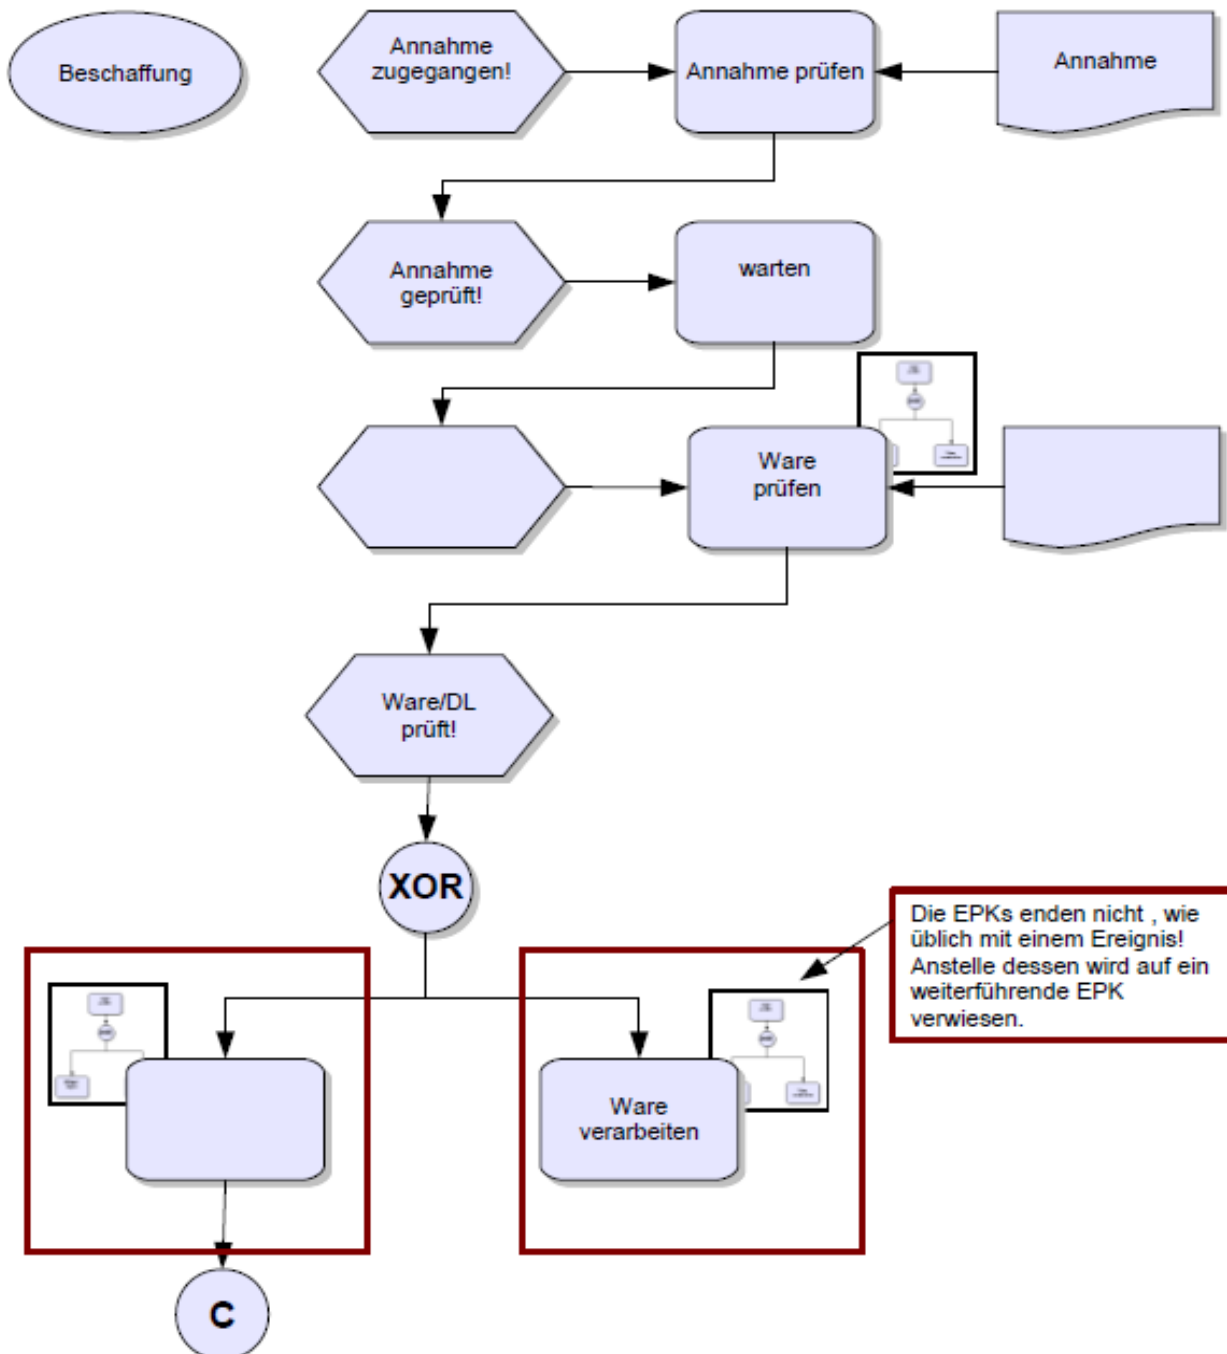 Beschaffung
Annahme
zugegangen!
Annahme prüfen
Annahme
Annahme
geprüft!
warten
Ware
prüfen
Ware/DL
prüft!
XOR
Die EPKs enden nicht , wie
üblich mit einem Ereignis!
Anstelle dessen wird auf ein
weiterführende EPK
verwiesen.
Ware
verarbeiten
C